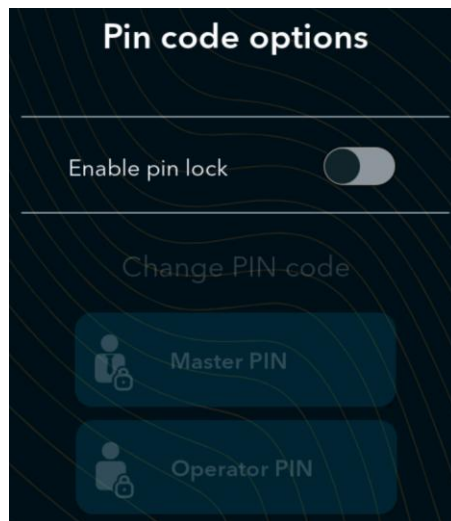 Pin code options
Enable pin lock
Change PIN code
Master PIN
Operator PIN